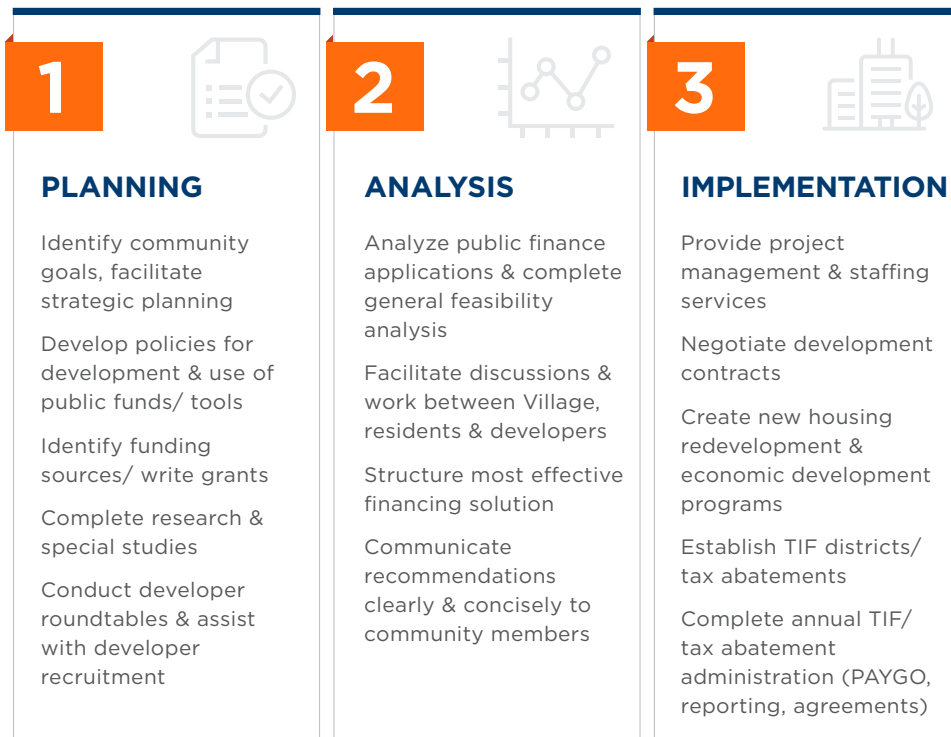 1
PLANNING
Identify community
goals, facilitate
strategic planning
Develop policies for
development & use of
public funds/ tools
Identify funding
sources/ write grants
Complete research &
special studies
Conduct developer
roundtables & assist
with developer
recruitment
2
ANALYSIS
Analyze public finance
applications & complete
general feasibility
analysis
Facilitate discussions &
work between Village,
residents & developers
Structure most effective
financing solution
Communicate
recommendations
clearly & concisely to
community members
3
IMPLEMENTATION
Provide project
management & staffing
services
Negotiate development
contracts
Create new housing
redevelopment &
economic development
programs
Establish TIF districts/
tax abatements
Complete annual TIF/
tax abatement
administration (PAYGO,
reporting, agreements)